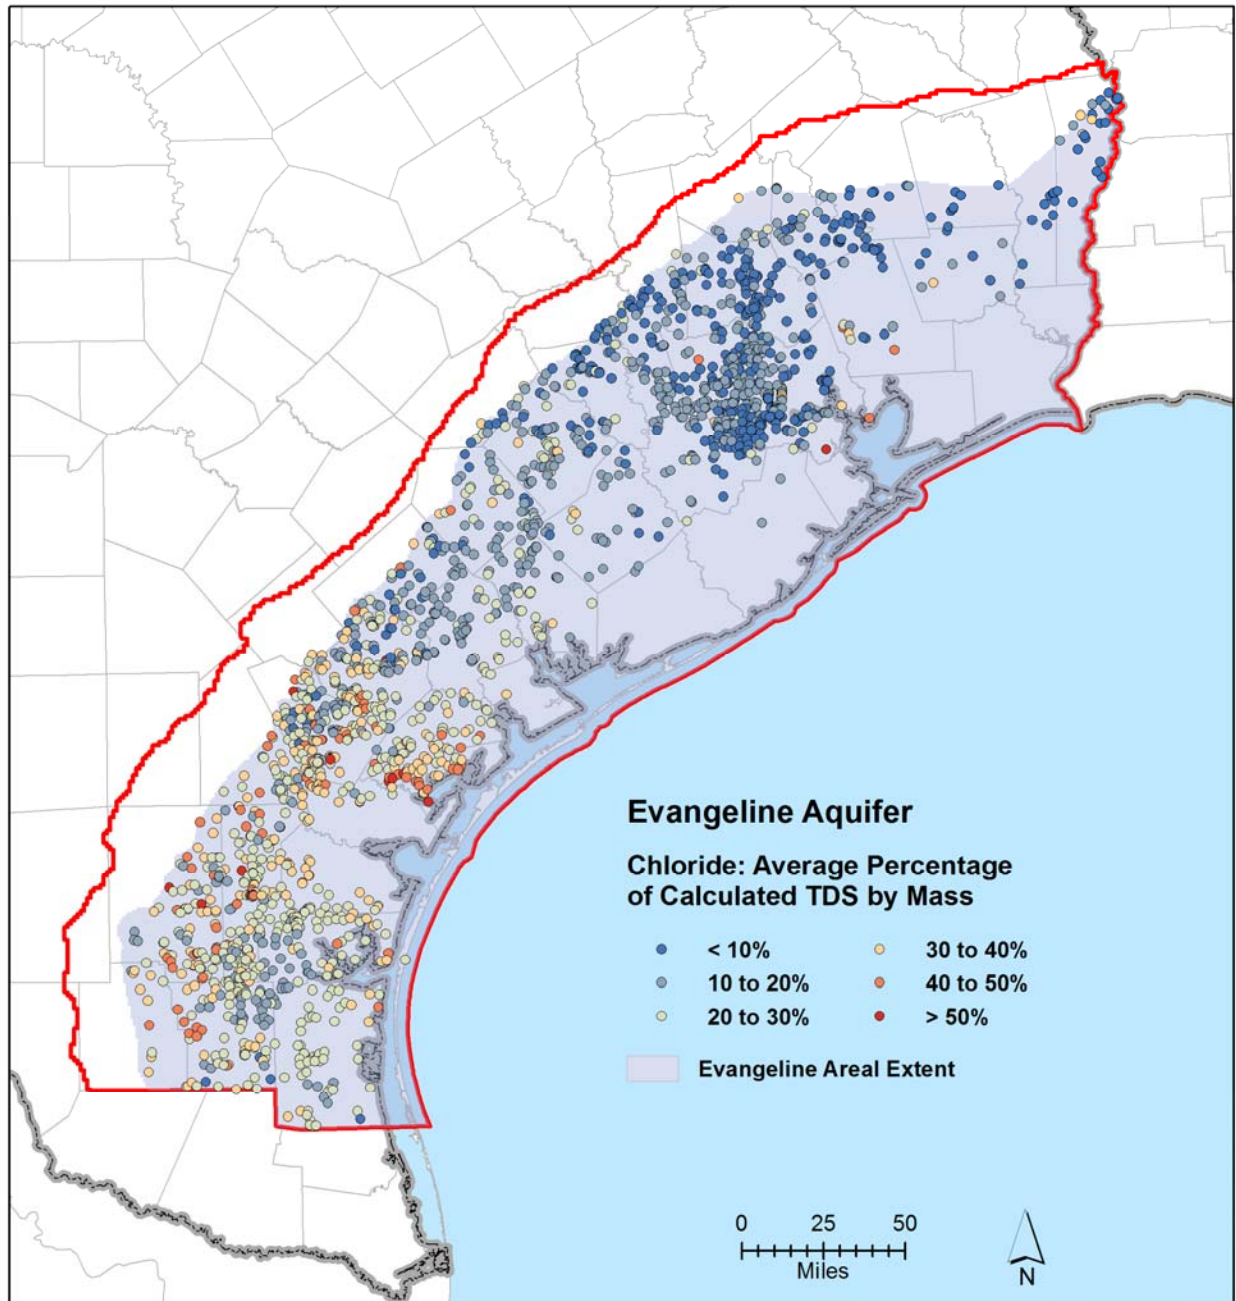 Evangeline Aquifer
Chloride: Average Percentage
of Calculated TDS by Mass
< 10%
10 to 20%
20 to 30%
30 to 40%
40 to 50%
> 50%
Evangeline Areal Extent
0 25 50
Miles
N